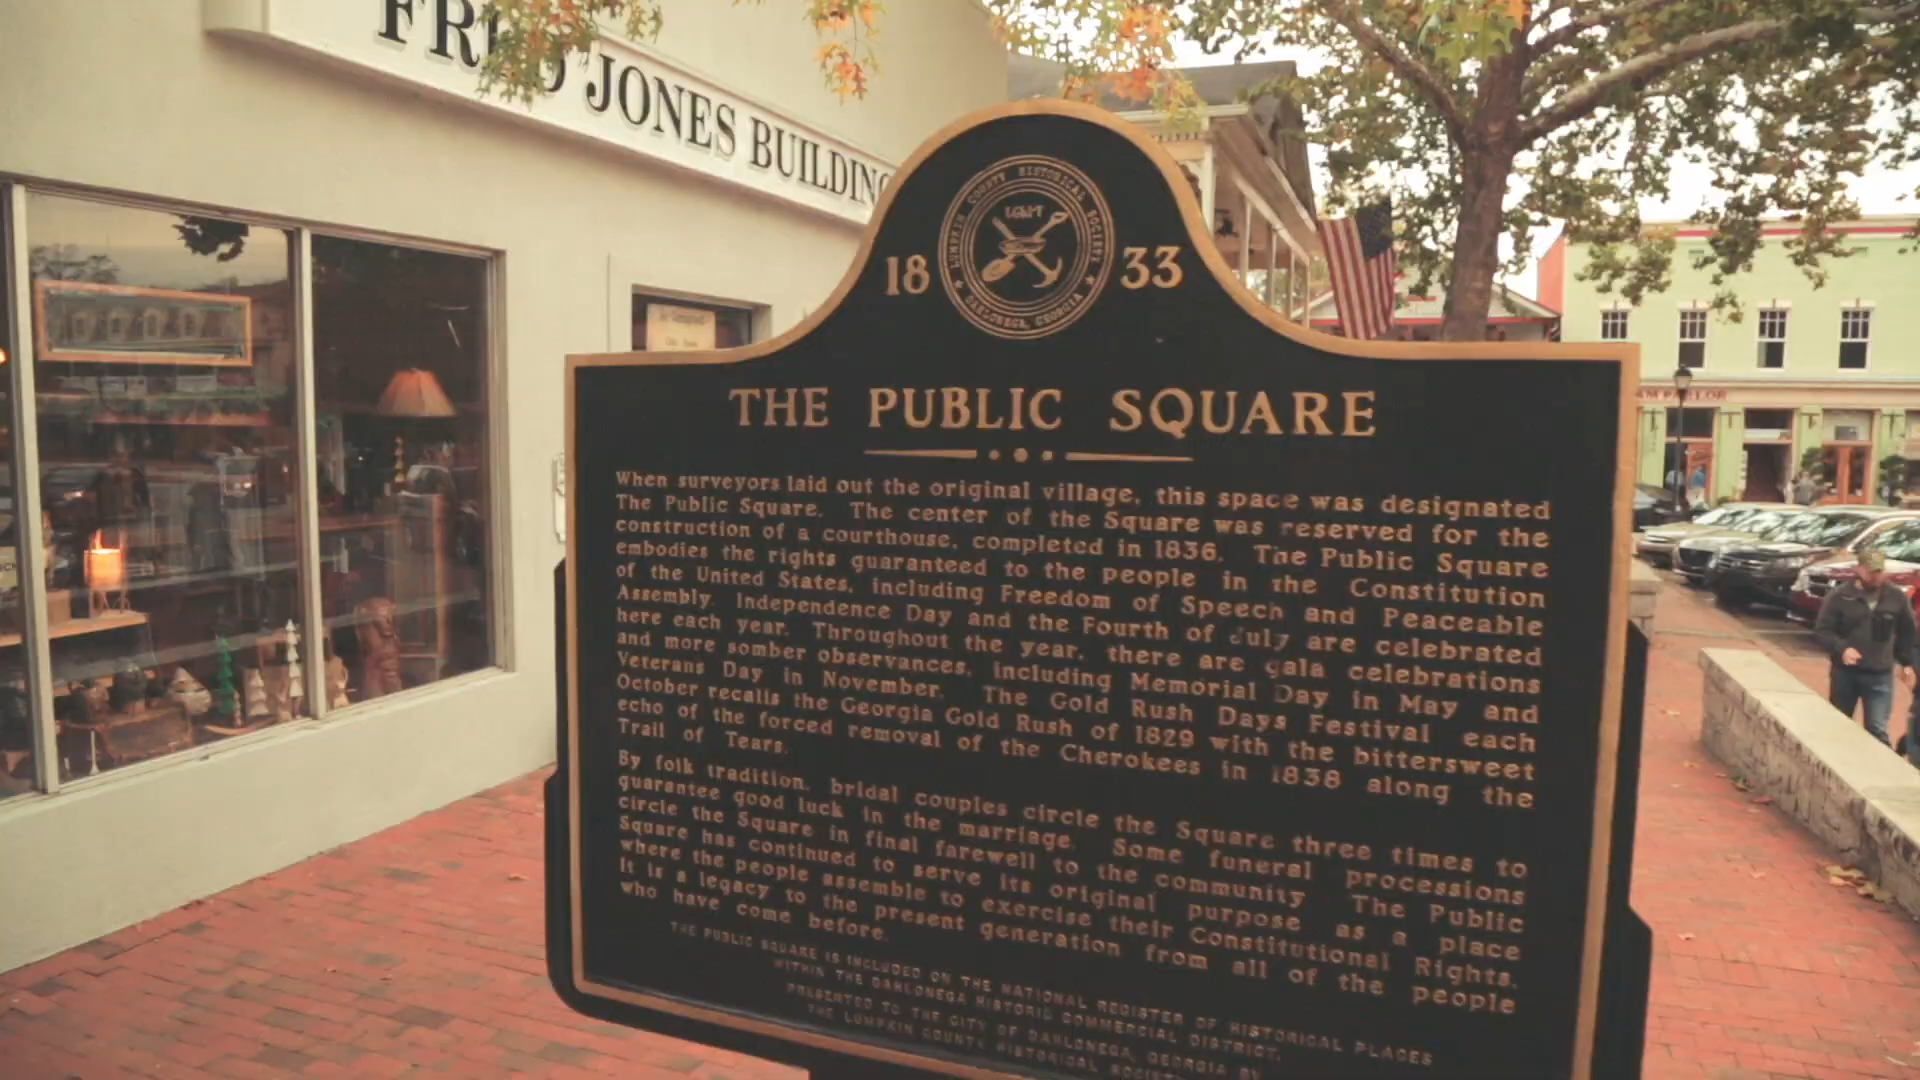 JONES BUILDING
LUMPKIN COUNTY HISTORICAL SOCIETY
DAHLONEGA, GEORGIA
18 33
THE PUBLIC SQUARE
When surveyors laid out the original village, this space was designated
The Public Square. The center of the Square was reserved for the
construction of a courthouse, completed in 1836. The Public Square
embodies the rights guaranteed to the people in the Constitution
of the United States, including Freedom of Speech and Peaceable
Assembly. Independence Day and the Fourth of July are celebrated
here each year. Throughout the year, there are gala celebrations
and more somber observances, including Memorial Day in May and
Veterans Day in November. The Gold Rush Days Festival each
October recalls the Georgia Gold Rush of 1829 with the bittersweet
echo of the forced removal of the Cherokees in 1838 along the
Trail of Tears.
By folk tradition, bridal couples circle the Square three times to
guarantee good luck in the marriage. Some funeral processions
circle the Square in final farewell to the community The Public
Square has continued to serve its original purpose as a place
where the people assemble to exercise their Constitutional Rights.
It is a legacy to the present generation from all of the people
who have come before.
THE PUBLIC SQUARE IS INCLUDED ON THE NATIONAL REGISTER OF HISTORICAL PLACES
WITHIN THE DAHLONEGA HISTORIC COMMERCIAL DISTRICT.
PRESENTED TO THE CITY OF DAHLONEGA, GEORGIA BY
THE LUMPKIN COUNTY HISTORICAL SOCIETY
PARLOR